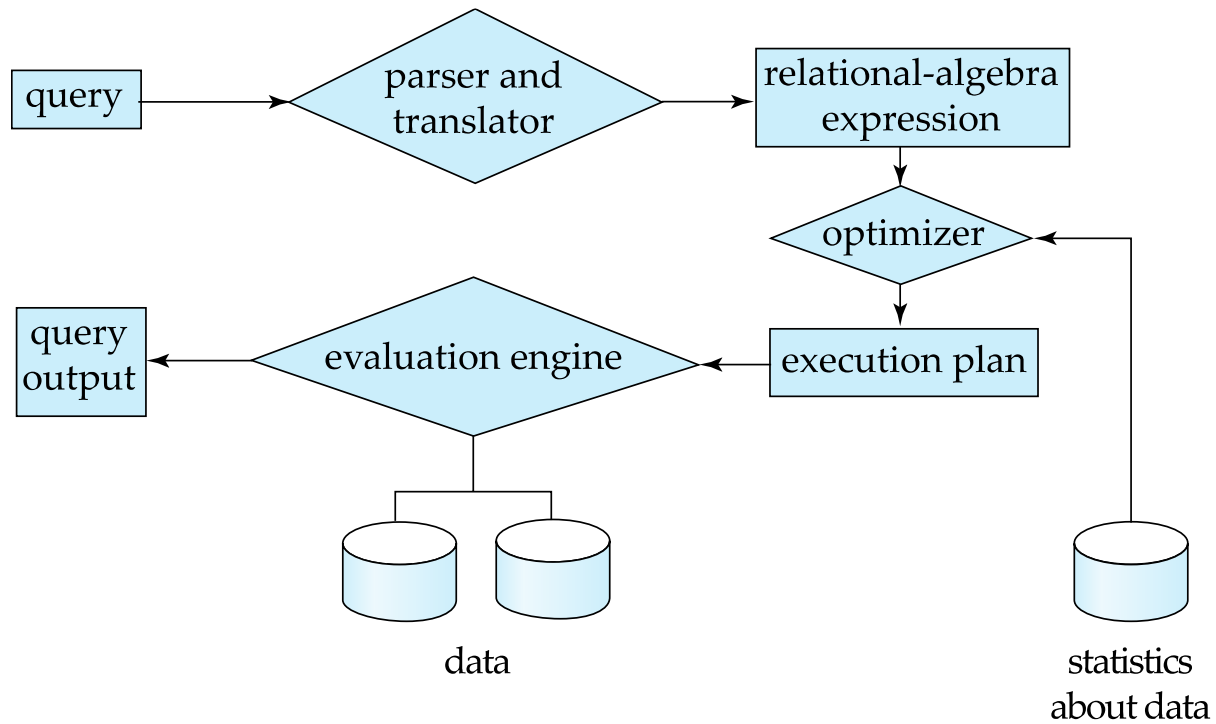 query
parser and
translator
relational-algebra
expression
optimizer
query
output
evaluation engine
execution plan
data
statistics
about data